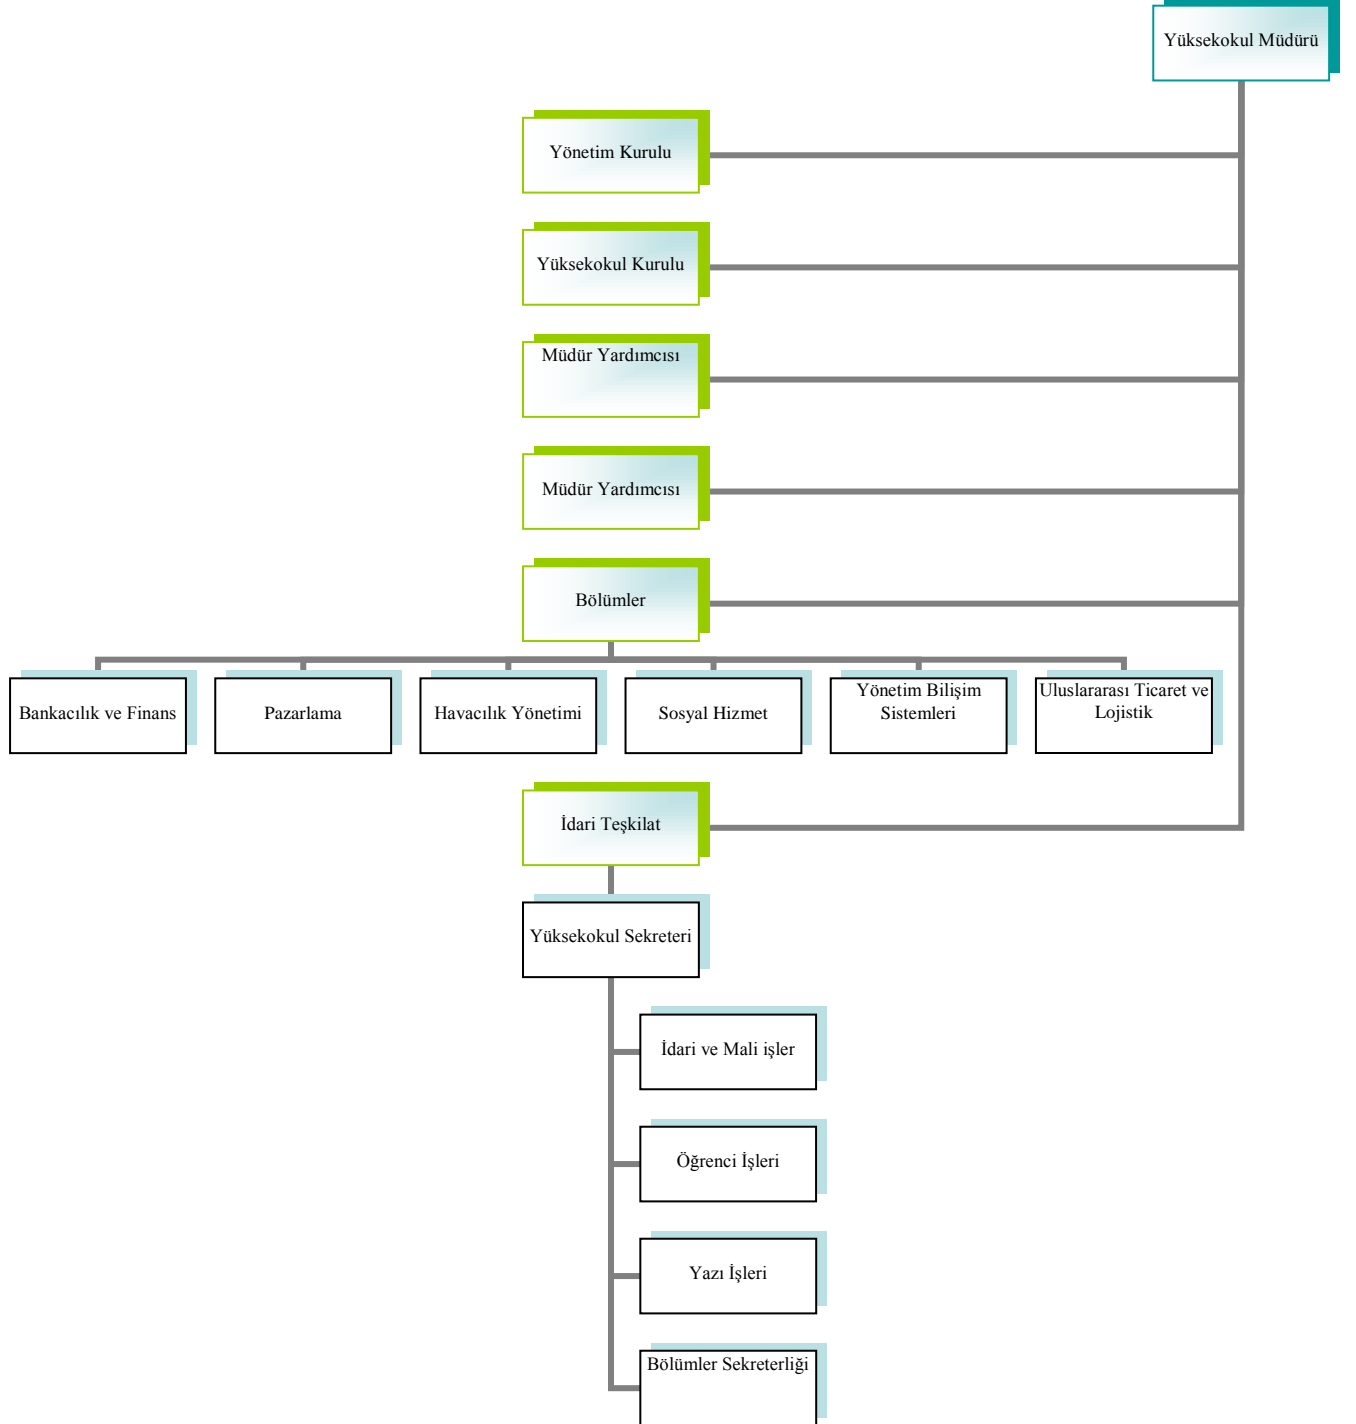 Yüksekokul Müdürü
Yönetim Kurulu
Yüksekokul Kurulu
Müdür Yardımcısı
Müdür Yardımcısı
Bölümler
Bankacılık ve Finans
Pazarlama
Havacılık Yönetimi
Sosyal Hizmet
Yönetim Bilişim
Sistemleri
Uluslararası Ticaret ve
Lojistik
İdari Teşkilat
Yüksekokul Sekreteri
İdari ve Mali işler
Öğrenci İşleri
Yazı İşleri
Bölümler Sekreterliği